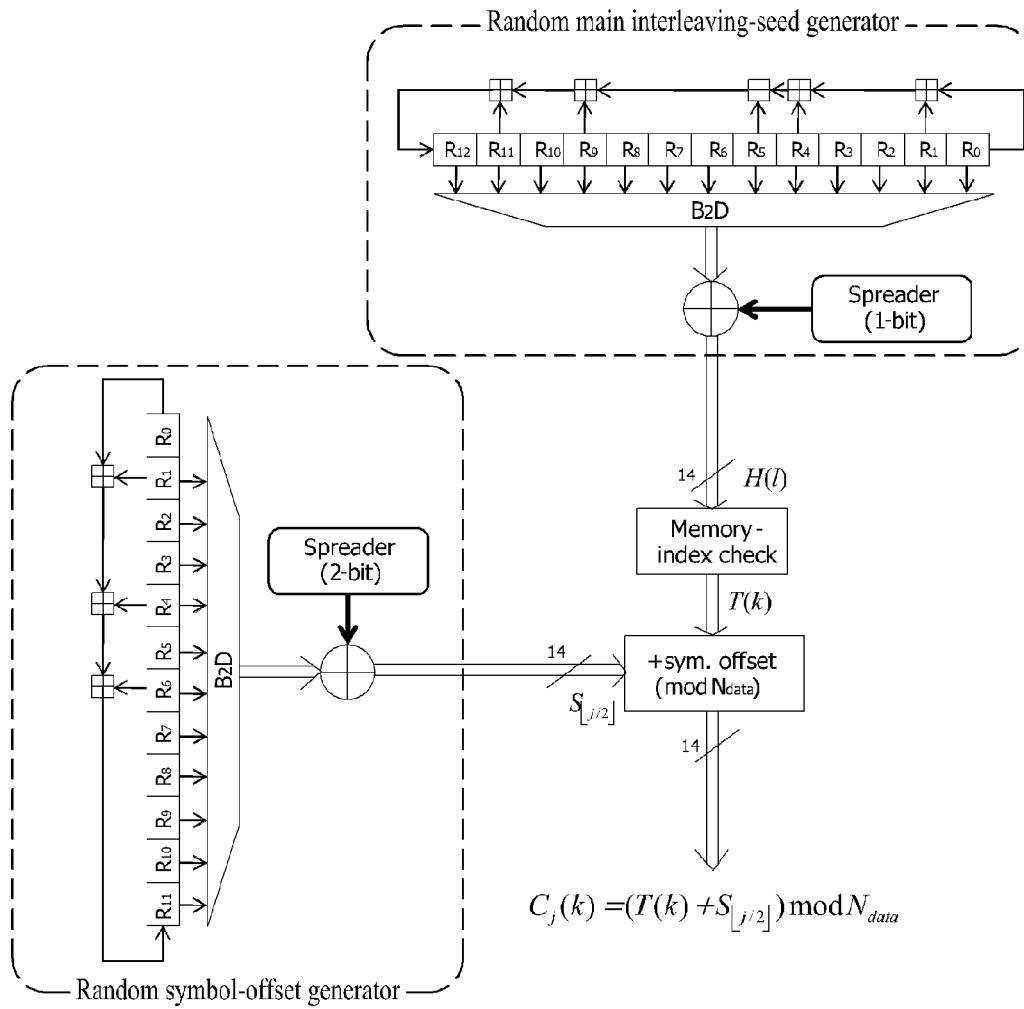 Random main interleaving-seed generator
R12 R11 R10 R9 R8 R7 R6 R5 R4 R3 R2 R1 R0
B2D
Spreader
(1-bit)
14
H(l)
Memory-
index check
T(k)
+sym. offset
(mod Ndata)
14
R0
R1
R2
R3
R4
R5
R6
R7
R8
R9
R10
R11
B2D
Spreader
(2-bit)
14
S⌊j/2⌋
Cj(k)=(T(k)+S⌊j/2⌋)modNdata
Random symbol-offset generator